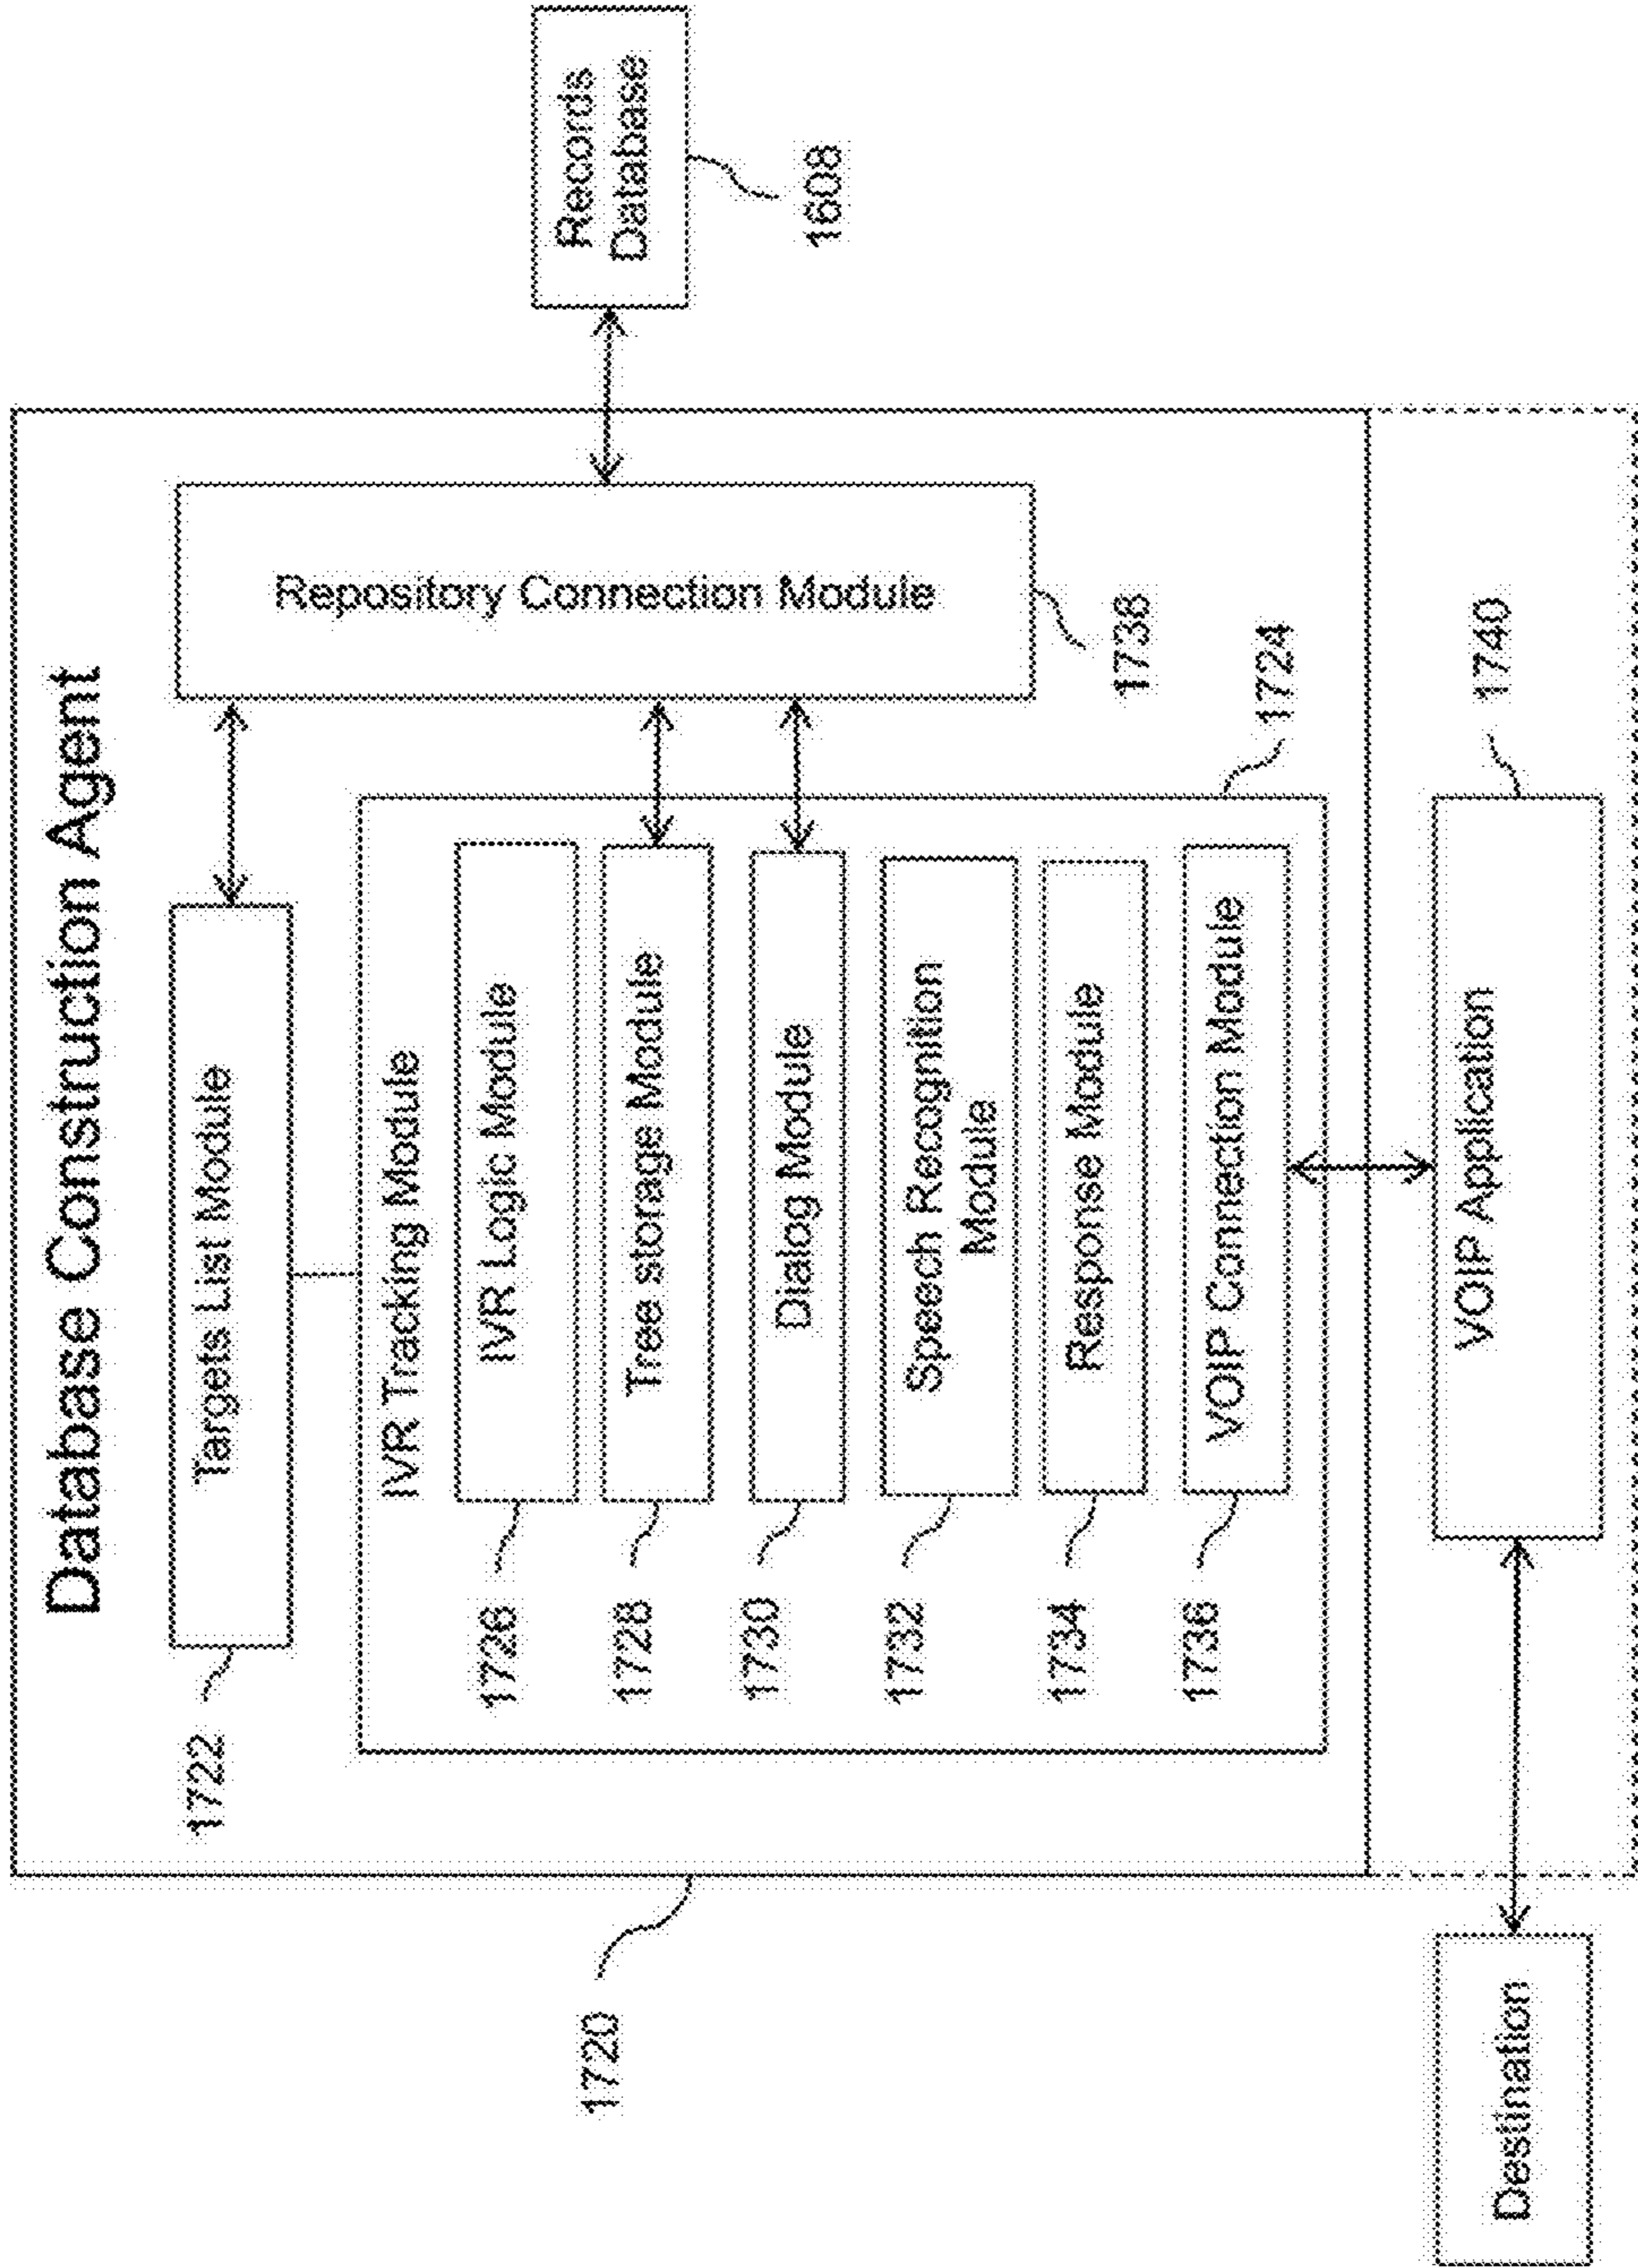 Database Construction Agent
1722
Targets List Module
IVR Tracking Module
1726
IVR Logic Module
1728
Tree storage Module
1730
Dialog Module
1732
Speech Recognition
Module
1734
Response Module
1736
VOIP Connection Module
Repository Connection Module
1738
1724
Records
Database
1608
1720
VOIP Application
1740
Destination